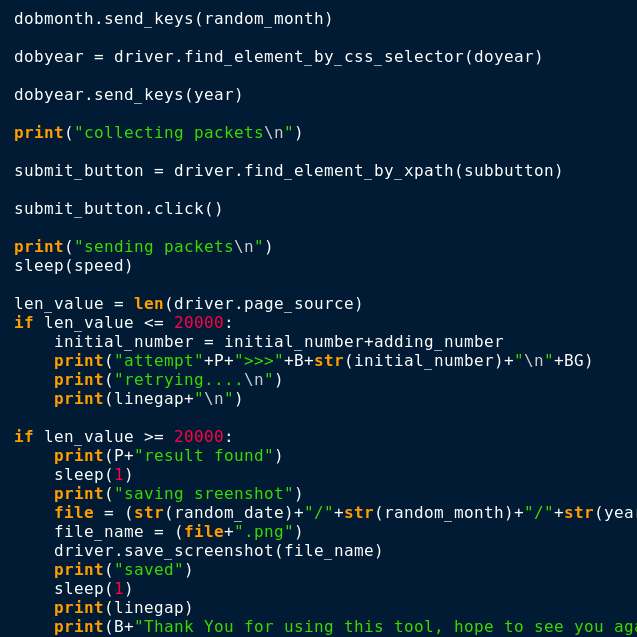 dobmonth.send_keys(random_month)
dobyear = driver.find_element_by_css_selector(doyear)
dobyear.send_keys(year)
print("collecting packets\n")
submit_button = driver.find_element_by_xpath(subbutton)
submit_button.click()
print("sending packets\n")
sleep(speed)
len_value = len(driver.page_source)
if len_value <= 20000:
    initial_number = initial_number+adding_number
    print("attempt"+P+">>>"+B+str(initial_number)+"\n"+BG)
    print("retrying....\n")
    print(linegap+"\n")
if len_value >= 20000:
    print(P+"result found")
    sleep(1)
    print("saving sreenshot")
    file = (str(random_date)+"/"+str(random_month)+"/"+str(year
    file_name = (file+".png")
    driver.save_screenshot(file_name)
    print("saved")
    sleep(1)
    print(linegap)
    print(B+"Thank You for using this tool, hope to see you aga